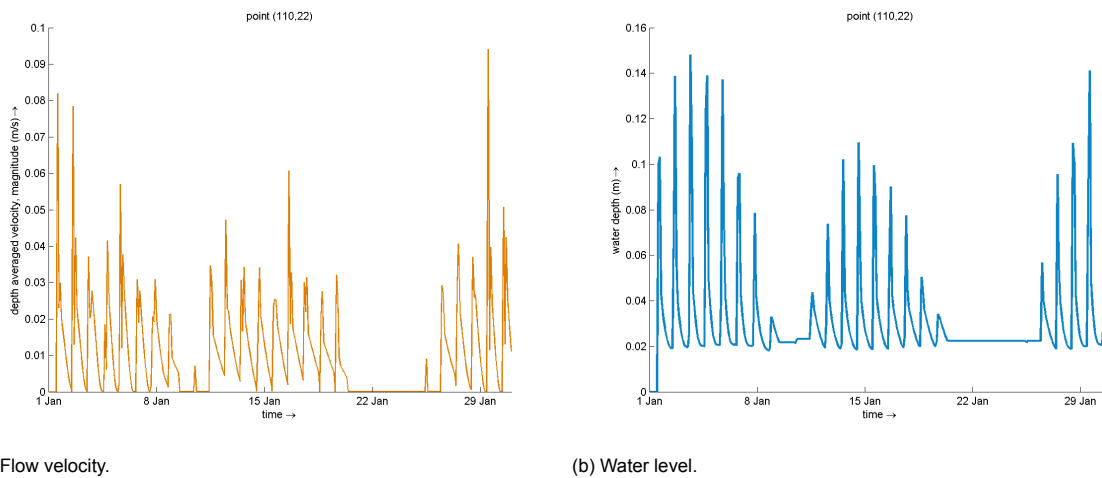 point (110,22)
depth averaged velocity, magnitude (m/s) →
0.1
0.09
0.08
0.07
0.06
0.05
0.04
0.03
0.02
0.01
0
1 Jan 8 Jan 15 Jan 22 Jan 29 Jan
time →
point (110,22)
water depth (m) →
0.16
0.14
0.12
0.1
0.08
0.06
0.04
0.02
0
1 Jan 8 Jan 15 Jan 22 Jan 29 Jan
time →
Flow velocity.
(b) Water level.